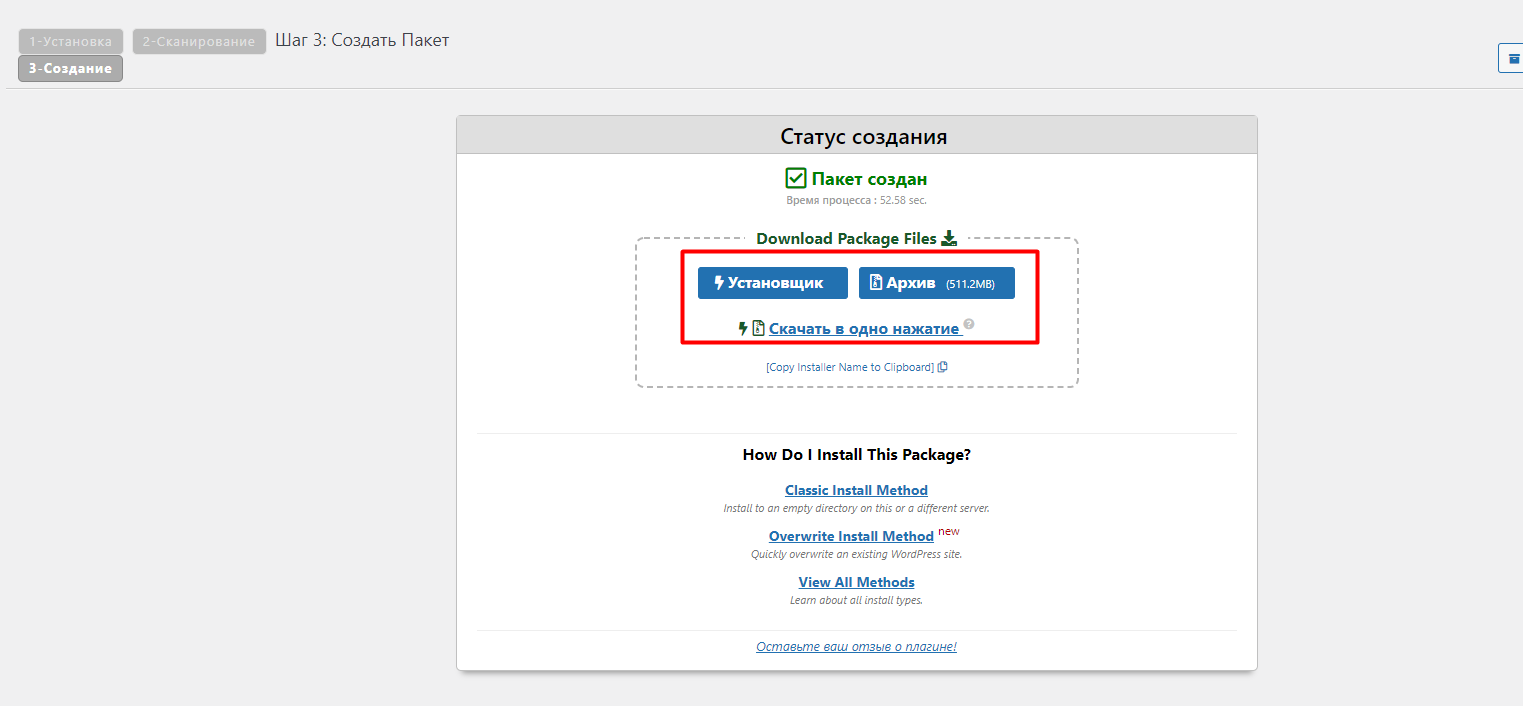 1-Установка 2-Сканирование Шаг 3: Создать Пакет
3-Создание
Статус создания
Пакет создан
Время процесса : 52.58 sec.
Download Package Files
Установщик Архив (511.2MB)
Скачать в одно нажатие ?
[Copy Installer Name to Clipboard]
How Do I Install This Package?
Classic Install Method
Install to an empty directory on this or a different server.
Overwrite Install Method new
Quickly overwrite an existing WordPress site.
View All Methods
Learn about all install types.
Оставьте ваш отзыв о плагине!